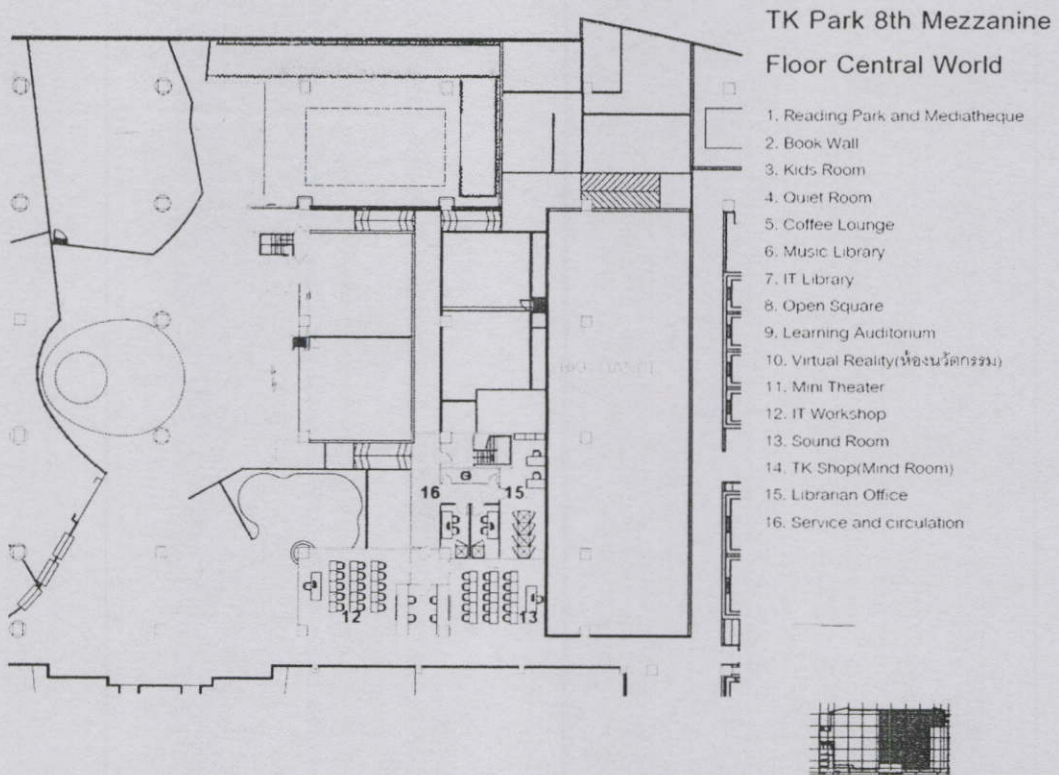 TK Park 8th Mezzanine
Floor Central World
1. Reading Park and Mediatheque
2. Book Wall
3. Kids Room
4. Quiet Room
5. Coffee Lounge
6. Music Library
7. IT Library
8. Open Square
9. Learning Auditorium
10. Virtual Reality(ห้องนวัตกรรม)
11. Mini Theater
12. IT Workshop
13. Sound Room
14. TK Shop(Mind Room)
15. Librarian Office
16. Service and circulation
G
16
15
12
13